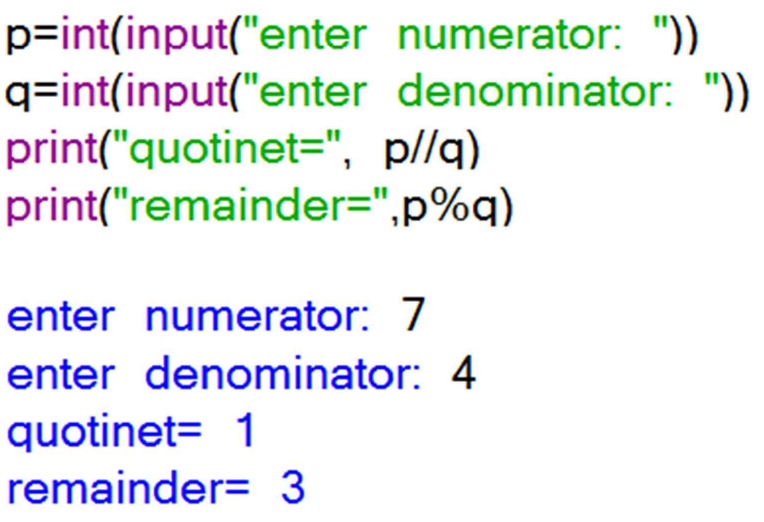 p=int(input("enter numerator: "))
q=int(input("enter denominator: "))
print("quotinet=", p//q)
print("remainder=",p%q)
enter numerator: 7
enter denominator: 4
quotinet= 1
remainder= 3